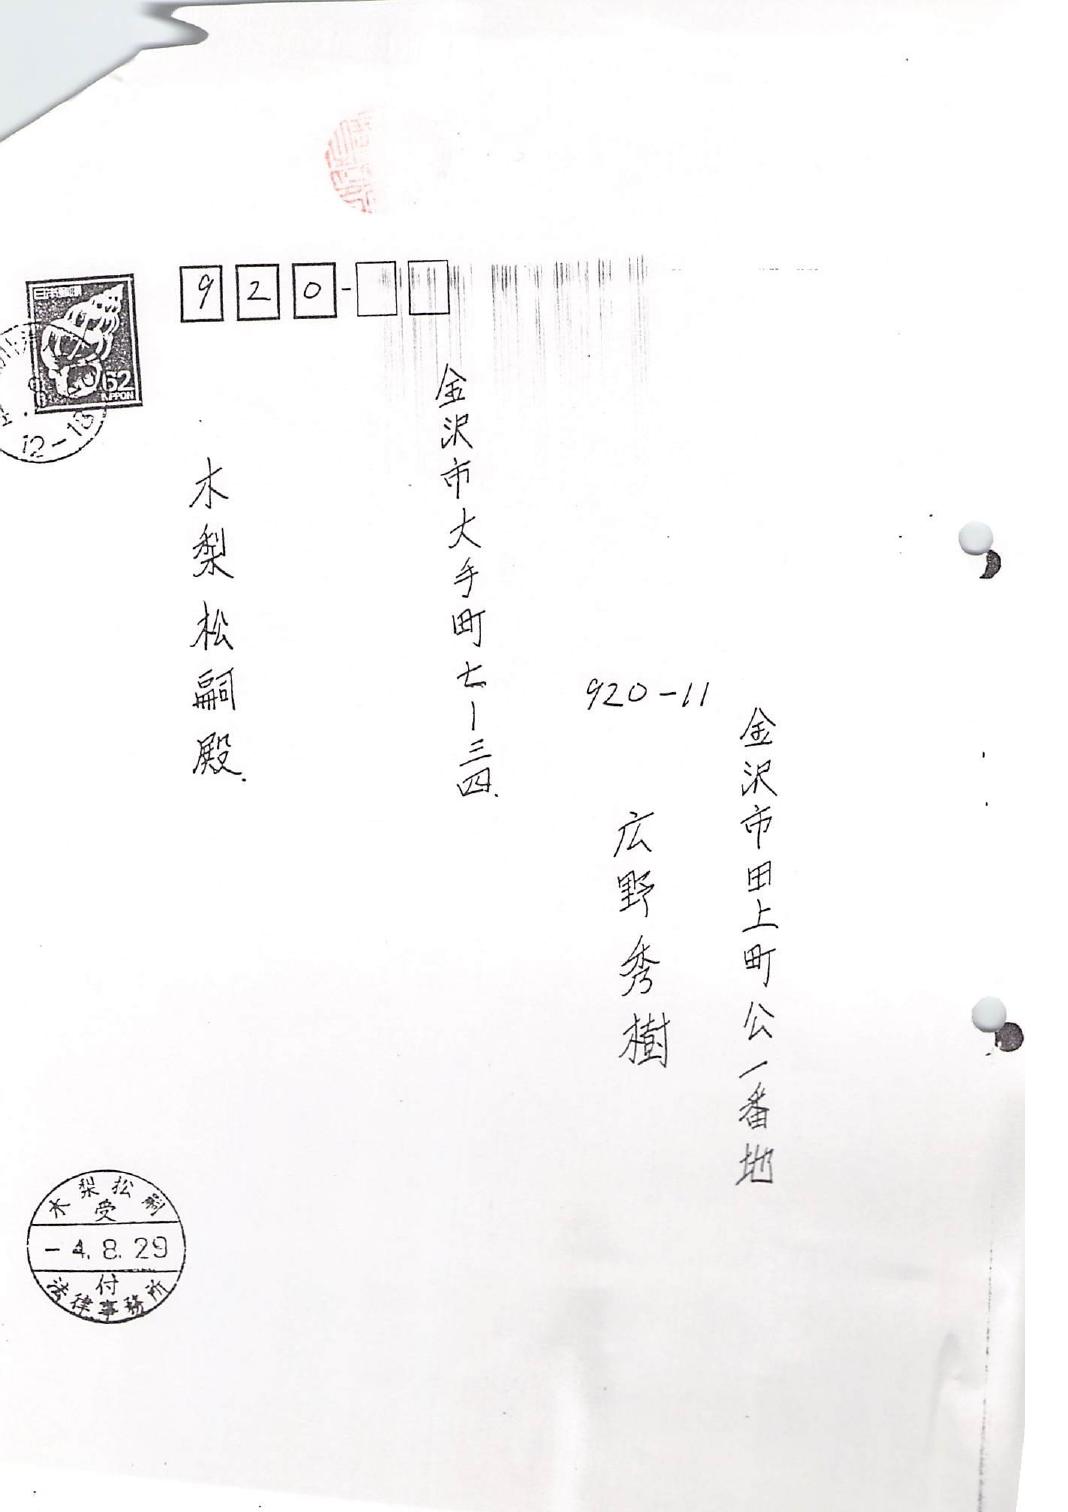 日本郵便
62
NIPPON
12-18
920-
金沢市大手町七ー三四.
木梨松嗣殿.
920-11
金沢市田上町公一番地
広野秀樹
木梨松嗣
受
-4.8.29
付
法律事務所